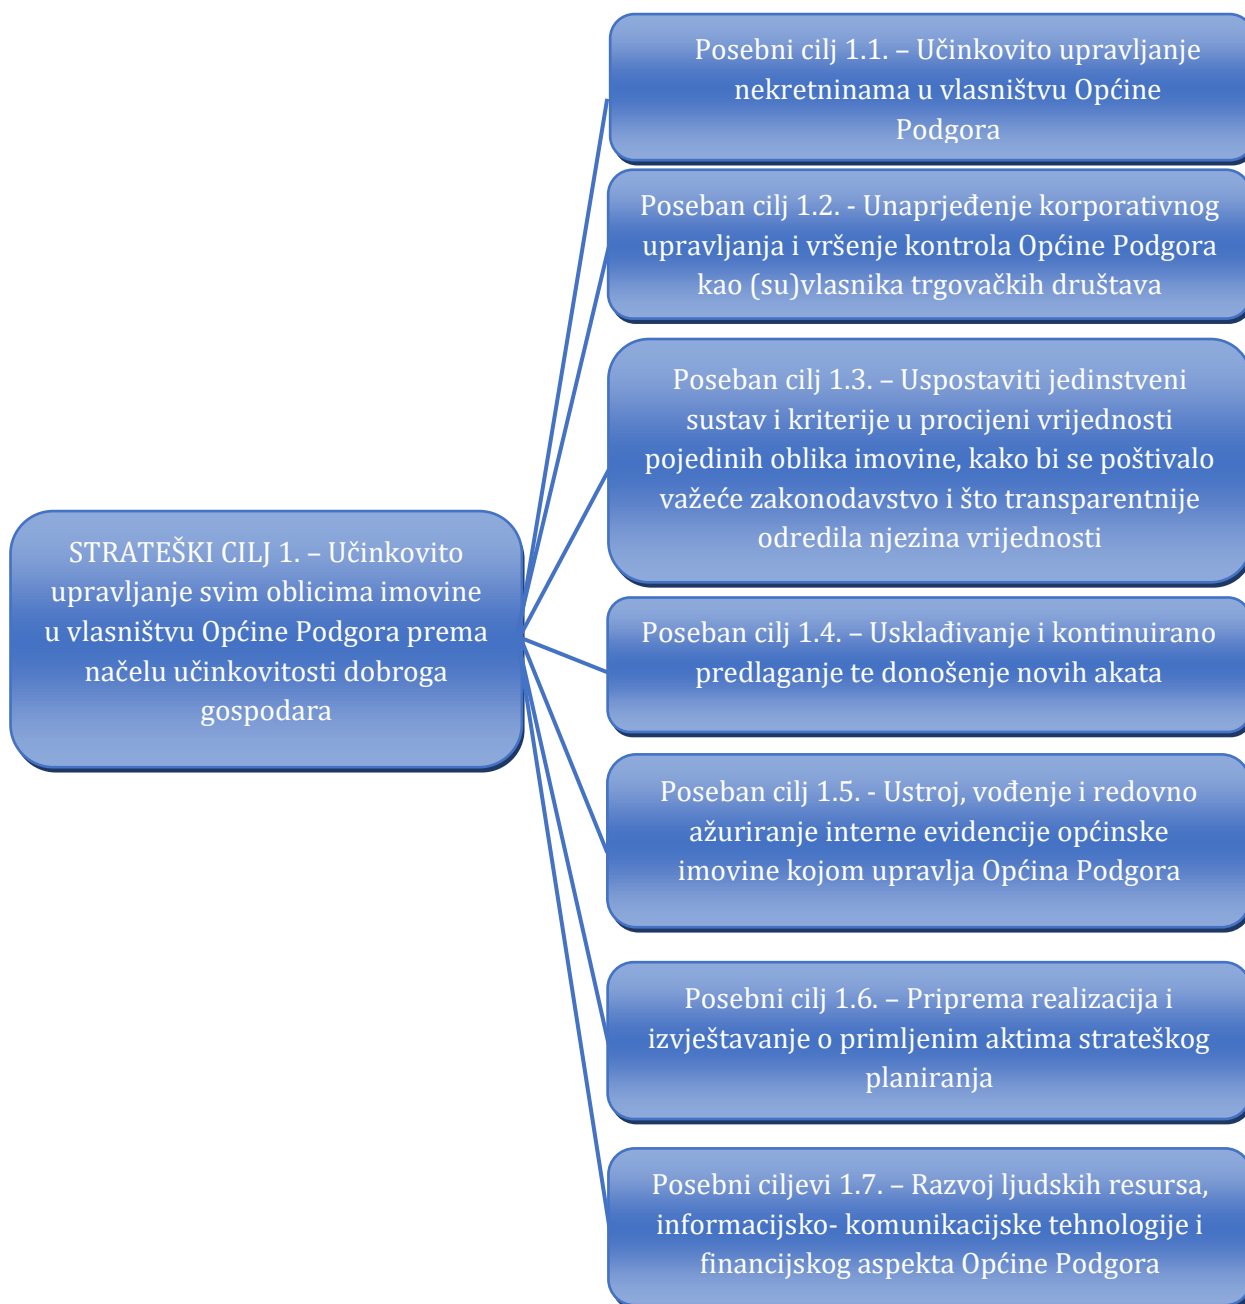 Posebni cilj 1.1. – Učinkovito upravljanje
nekretninama u vlasništvu Općine
Podgora
Poseban cilj 1.2. - Unaprjeđenje korporativnog
upravljanja i vršenje kontrola Općine Podgora
kao (su)vlasnika trgovačkih društava
Poseban cilj 1.3. – Uspostaviti jedinstveni
sustav i kriterije u procijeni vrijednosti
pojedinih oblika imovine, kako bi se poštivalo
važeće zakonodavstvo i što transparentnije
odredila njezina vrijednosti
STRATEŠKI CILJ 1. – Učinkovito
upravljanje svim oblicima imovine
u vlasništvu Općine Podgora prema
načelu učinkovitosti dobroga
gospodara
Poseban cilj 1.4. – Usklađivanje i kontinuirano
predlaganje te donošenje novih akata
Poseban cilj 1.5. - Ustroj, vođenje i redovno
ažuriranje interne evidencije općinske
imovine kojom upravlja Općina Podgora
Posebni cilj 1.6. – Priprema realizacija i
izvještavanje o primljenim aktima strateškog
planiranja
Posebni ciljevi 1.7. – Razvoj ljudskih resursa,
informacijsko- komunikacijske tehnologije i
financijskog aspekta Općine Podgora